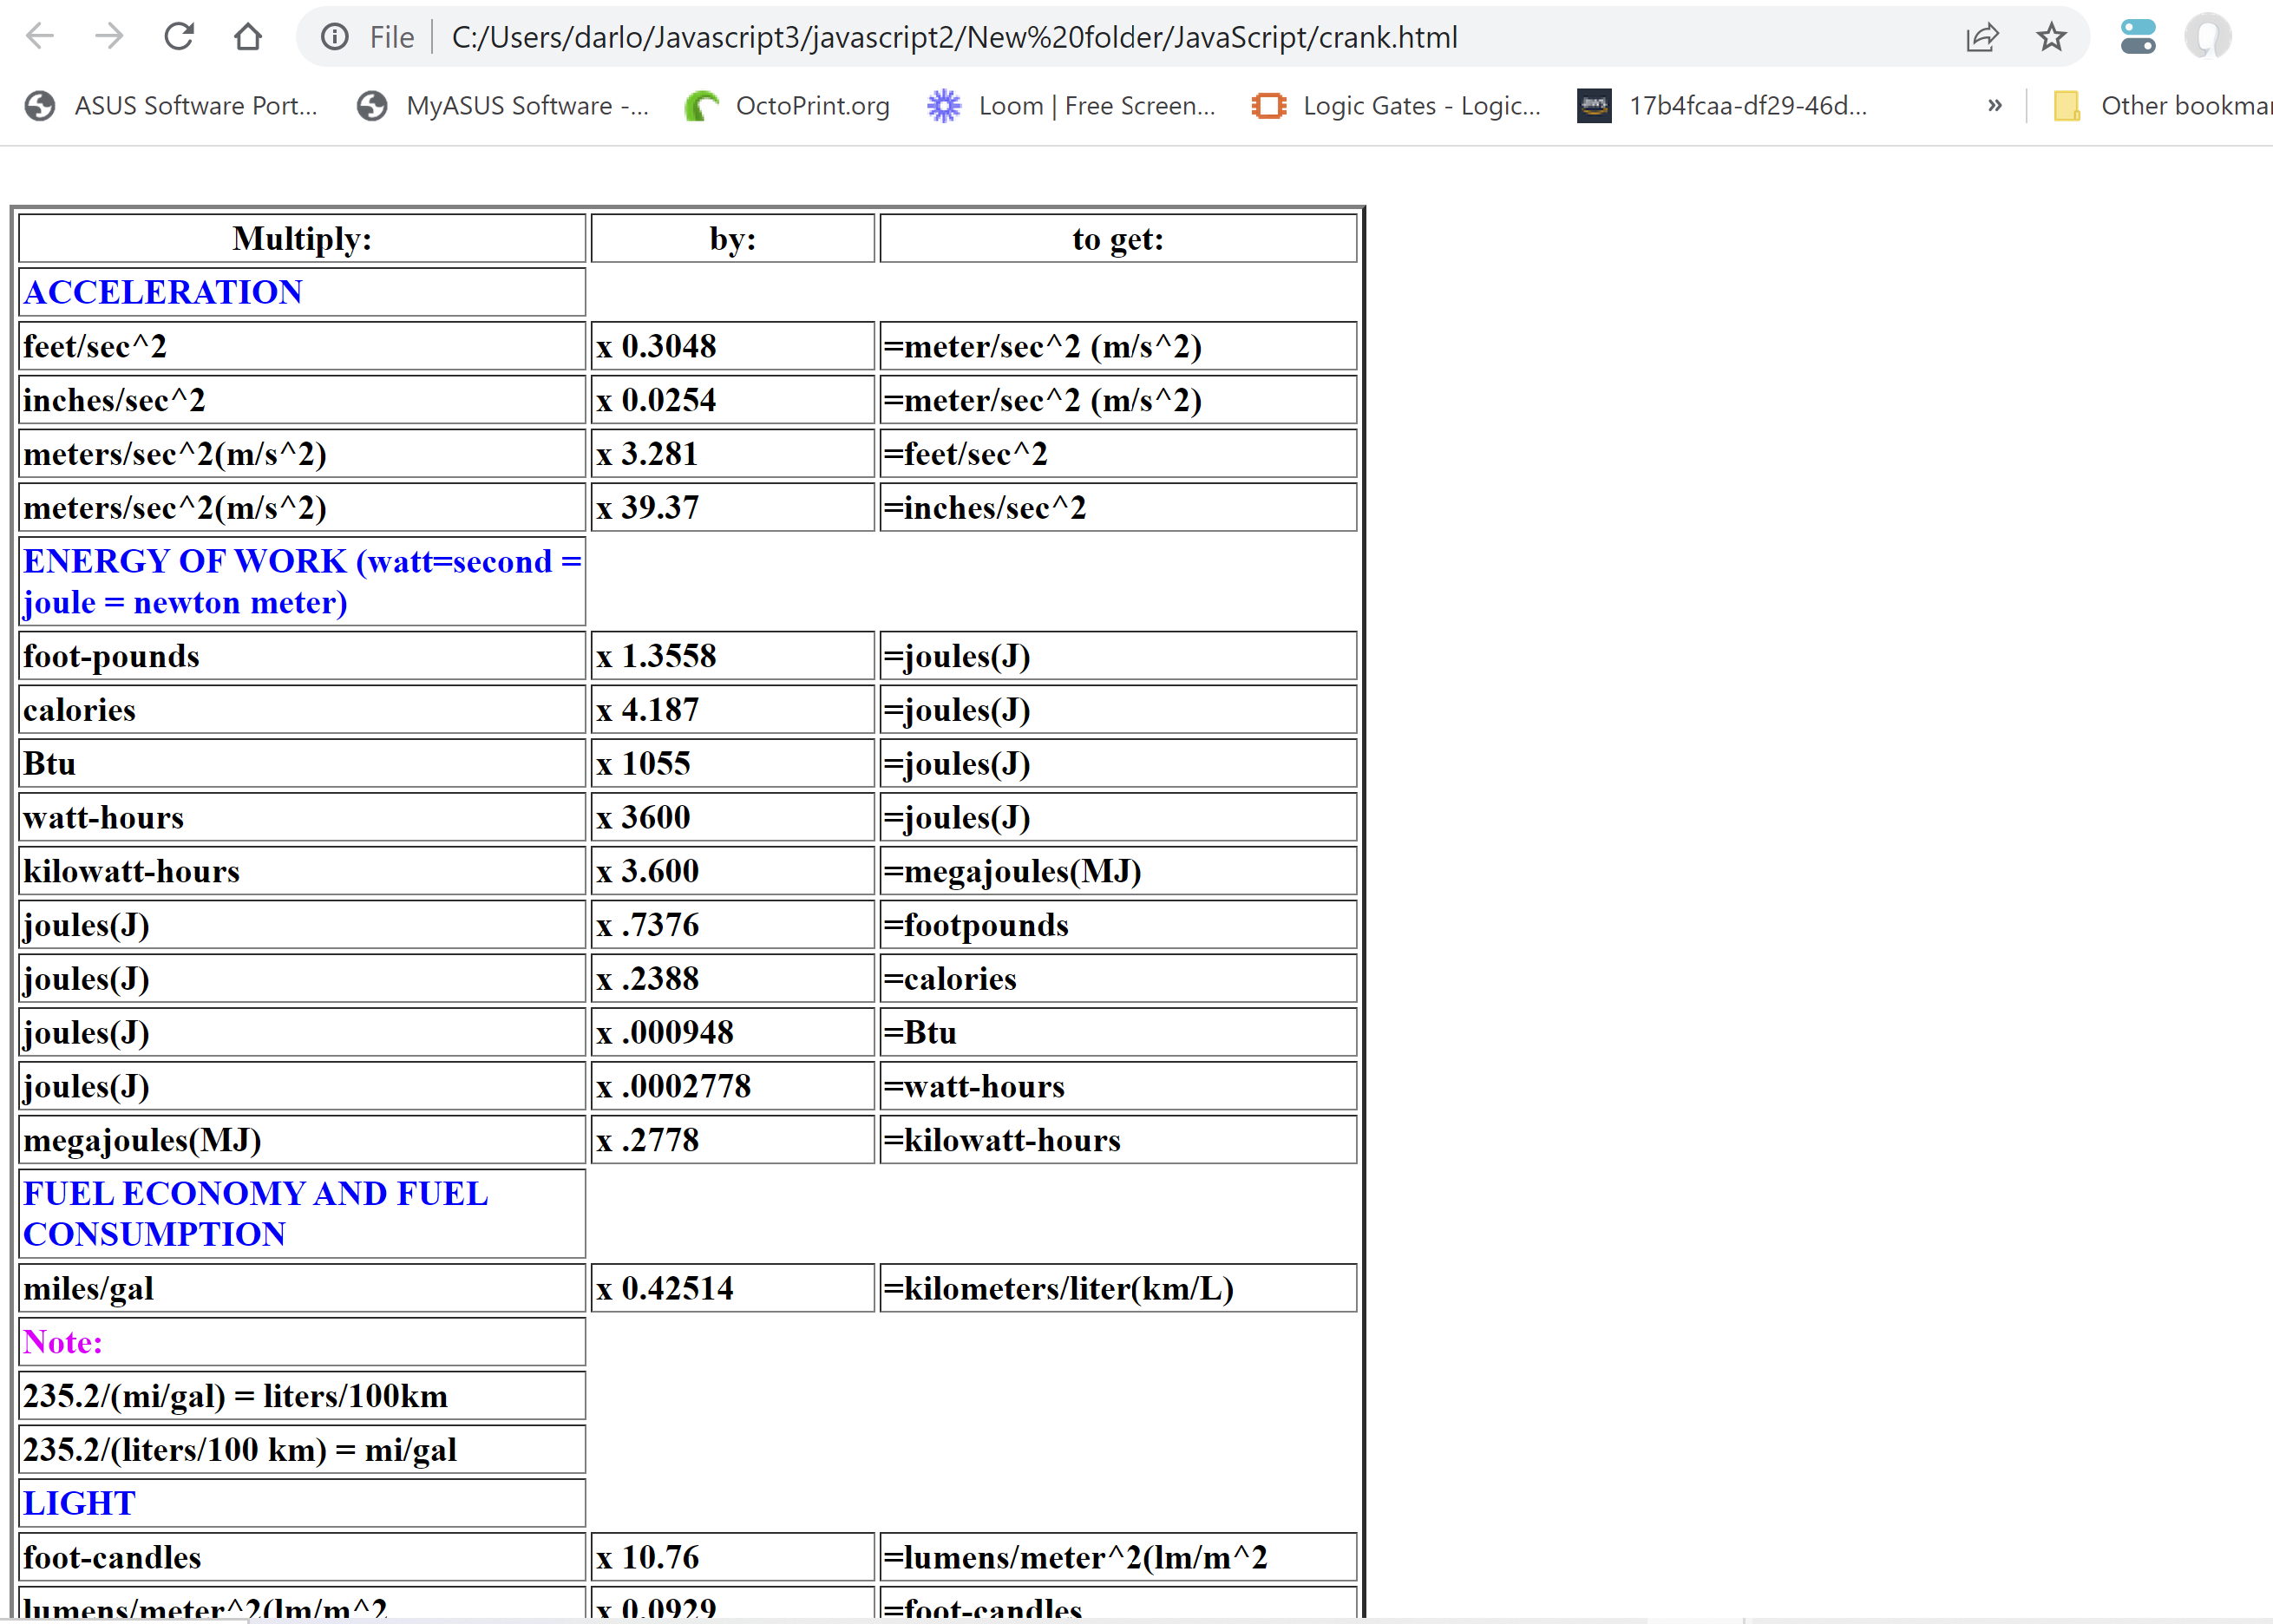 File C:/Users/darlo/Javascript3/javascript2/New%20folder/JavaScript/crank.html
ASUS Software Port... MyASUS Software -... OctoPrint.org Loom | Free Screen... Logic Gates - Logic... 17b4fcaa-df29-46d... » Other
Multiply: by: to get:
ACCELERATION
feet/sec^2 x 0.3048 =meter/sec^2 (m/s^2)
inches/sec^2 x 0.0254 =meter/sec^2 (m/s^2)
meters/sec^2(m/s^2) x 3.281 =feet/sec^2
meters/sec^2(m/s^2) x 39.37 =inches/sec^2
ENERGY OF WORK (watt=second =
joule = newton meter)
foot-pounds x 1.3558 =joules(J)
calories x 4.187 =joules(J)
Btu x 1055 =joules(J)
watt-hours x 3600 =joules(J)
kilowatt-hours x 3.600 =megajoules(MJ)
joules(J) x .7376 =footpounds
joules(J) x .2388 =calories
joules(J) x .000948 =Btu
joules(J) x .0002778 =watt-hours
megajoules(MJ) x .2778 =kilowatt-hours
FUEL ECONOMY AND FUEL
CONSUMPTION
miles/gal x 0.42514 =kilometers/liter(km/L)
Note:
235.2/(mi/gal) = liters/100km
235.2/(liters/100 km) = mi/gal
LIGHT
foot-candles x 10.76 =lumens/meter^2(lm/m^2
lumens/meter^2(lm/m^2 x 0.0929 =foot-candles